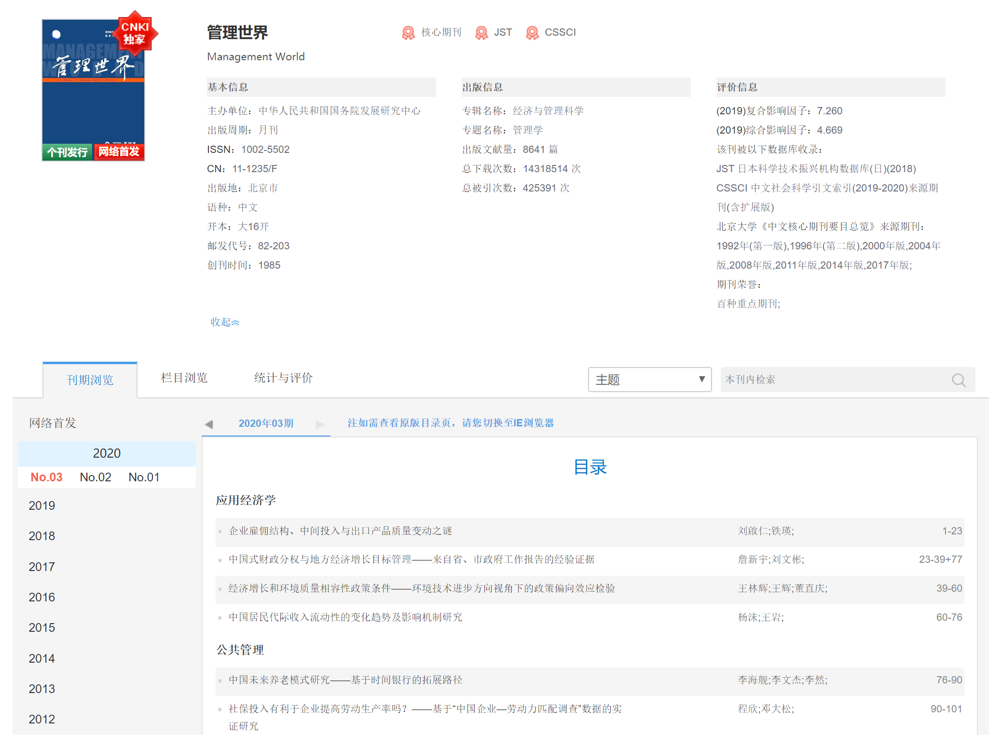 CNKI
独家
MANAGEMENT
WORLD
管理世界
JOURNAL OF MANAGEMENT WORLD
个刊发行 网络首发
管理世界 核心期刊 JST CSSCI
Management World
基本信息
主办单位：中华人民共和国国务院发展研究中心
出版周期：月刊
ISSN：1002-5502
CN：11-1235/F
出版地：北京市
语种：中文
开本：大16开
邮发代号：82-203
创刊时间：1985
出版信息
专辑名称：经济与管理科学
专题名称：管理学
出版文献量：8641 篇
总下载次数：14318514 次
总被引次数：425391 次
评价信息
(2019)复合影响因子：7.260
(2019)综合影响因子：4.669
该刊被以下数据库收录：
JST 日本科学技术振兴机构数据库(日)(2018)
CSSCI 中文社会科学引文索引(2019-2020)来源期
刊(含扩展版)
北京大学《中文核心期刊要目总览》来源期刊：
1992年(第一版),1996年(第二版),2000年版,2004年
版,2008年版,2011年版,2014年版,2017年版;
期刊荣誉：
百种重点期刊;
收起
刊期浏览 栏目浏览 统计与评价 主题 本刊内检索
网络首发
2020
No.03 No.02 No.01
2019
2018
2017
2016
2015
2014
2013
2012
2020年03期 注如需查看原版目录页，请您切换至IE浏览器
目录
应用经济学
企业雇佣结构、中间投入与出口产品质量变动之谜 刘啟仁;铁瑛; 1-23
中国式财政分权与地方经济增长目标管理——来自省、市政府工作报告的经验证据 詹新宇;刘文彬; 23-39+77
经济增长和环境质量相容性政策条件——环境技术进步方向视角下的政策偏向效应检验 王林辉;王辉;董直庆; 39-60
中国居民代际收入流动性的变化趋势及影响机制研究 杨沫;王岩; 60-76
公共管理
中国未来养老模式研究——基于时间银行的拓展路径 李海舰;李文杰;李然; 76-90
社保投入有利于企业提高劳动生产率吗？——基于“中国企业—劳动力匹配调查”数据的实 程欣;邓大松; 90-101
证研究